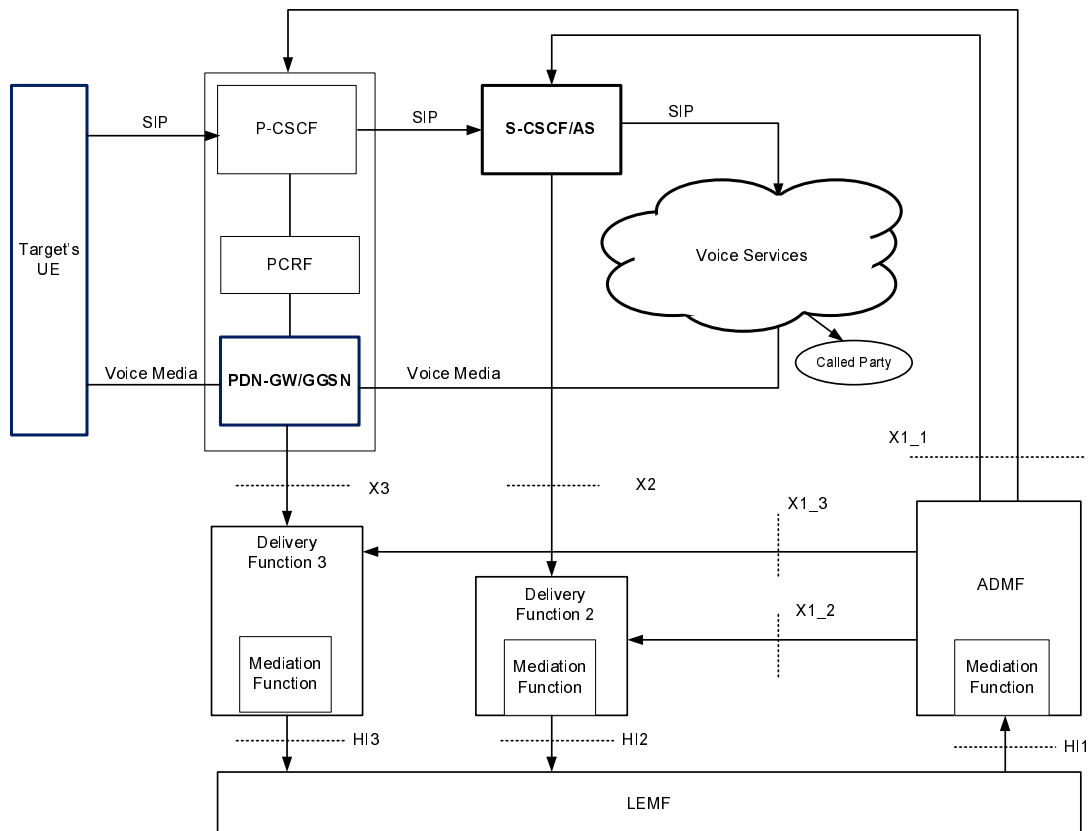 SIP
P-CSCF
SIP
S-CSCF/AS
SIP
Target's
UE
PCRF
Voice Services
Voice Media
PDN-GW/GGSN
Voice Media
Called Party
X1_1
X3
X2
X1_3
Delivery
Function 3
ADMF
Delivery
Function 2
X1_2
Mediation
Function
Mediation
Function
Mediation
Function
HI3
HI2
HI1
LEMF